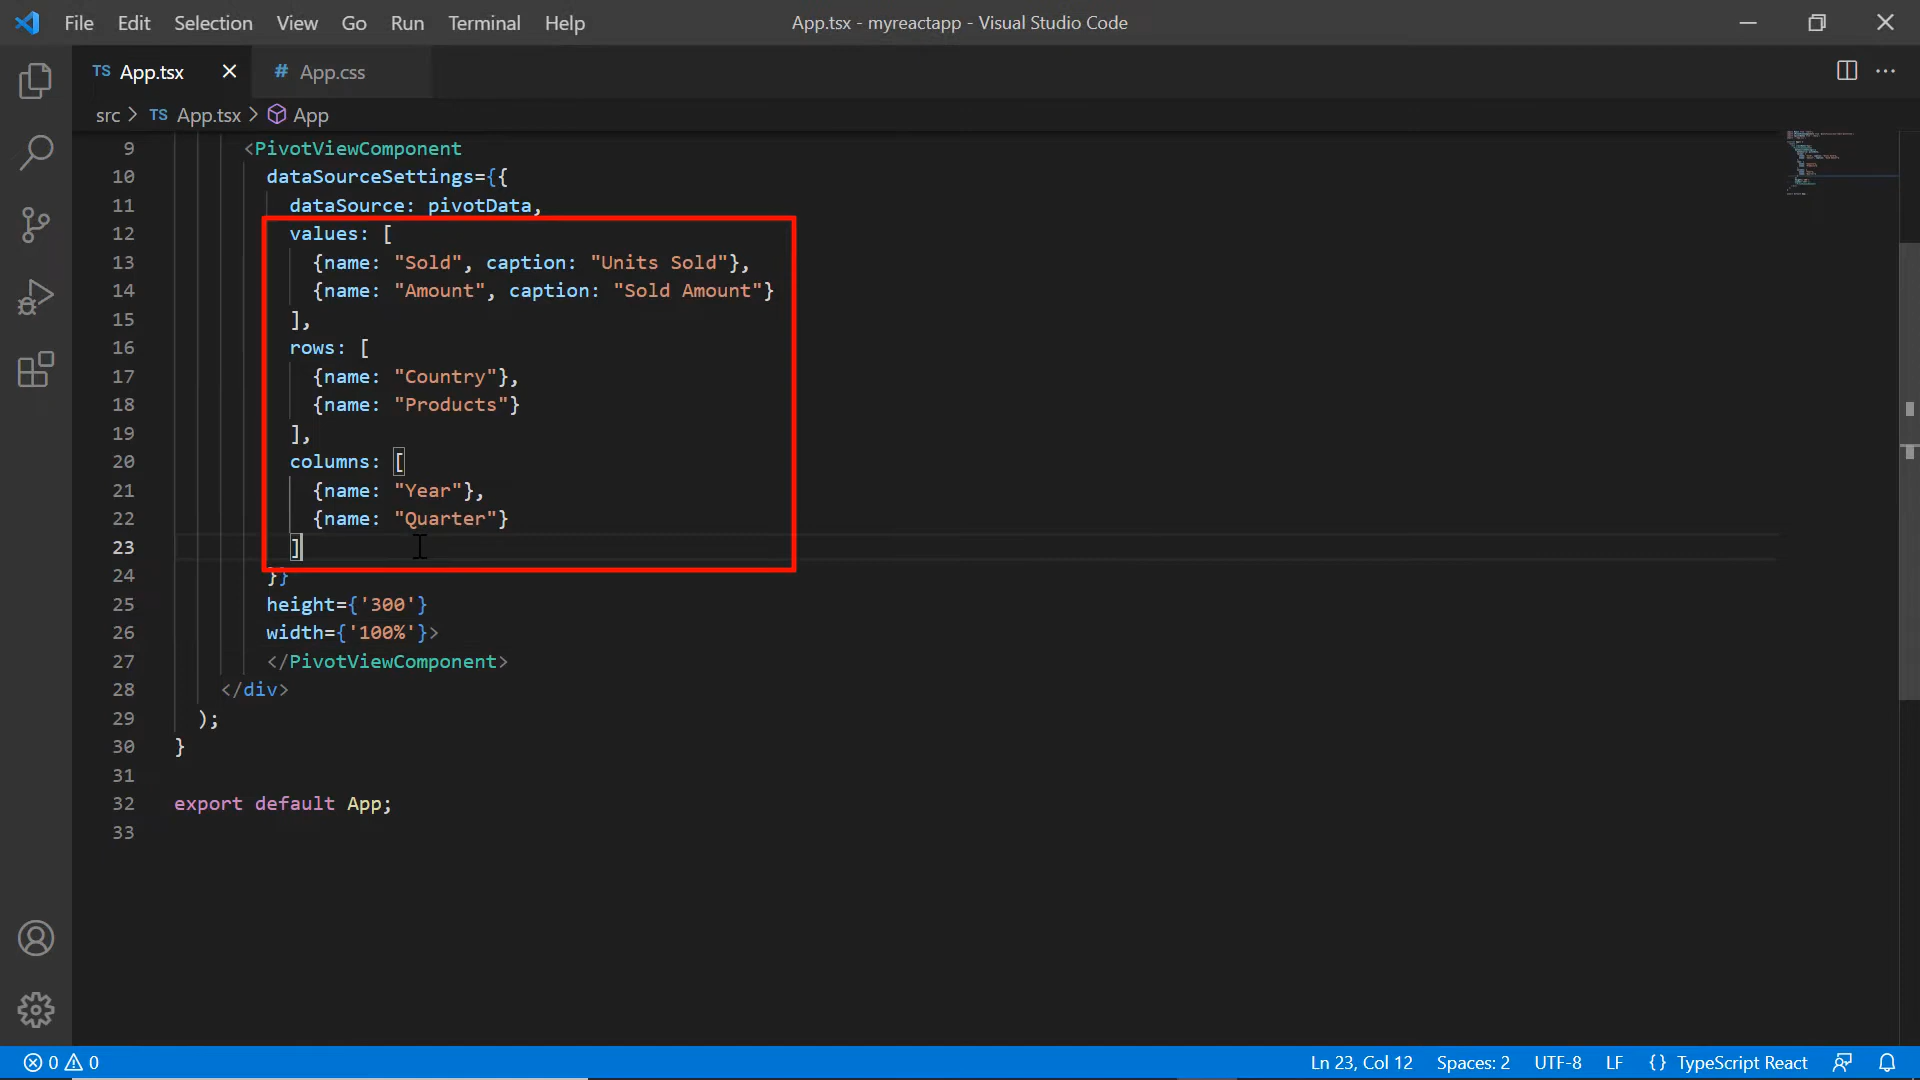 File Edit Selection View Go Run Terminal Help
App.tsx - myreactapp - Visual Studio Code
TS App.tsx
# App.css
src > TS App.tsx > App
9 <PivotViewComponent
10 dataSourceSettings={{
11 dataSource: pivotData,
12 values: [
13 {name: "Sold", caption: "Units Sold"},
14 {name: "Amount", caption: "Sold Amount"}
15 ],
16 rows: [
17 {name: "Country"},
18 {name: "Products"}
19 ],
20 columns: [
21 {name: "Year"},
22 {name: "Quarter"}
23 ]
24 }}
25 height={'300'}
26 width={'100%'}>
27 </PivotViewComponent>
28 </div>
29 );
30 }
31
32 export default App;
33
0 0
Ln 23, Col 12 Spaces: 2 UTF-8 LF {} TypeScript React